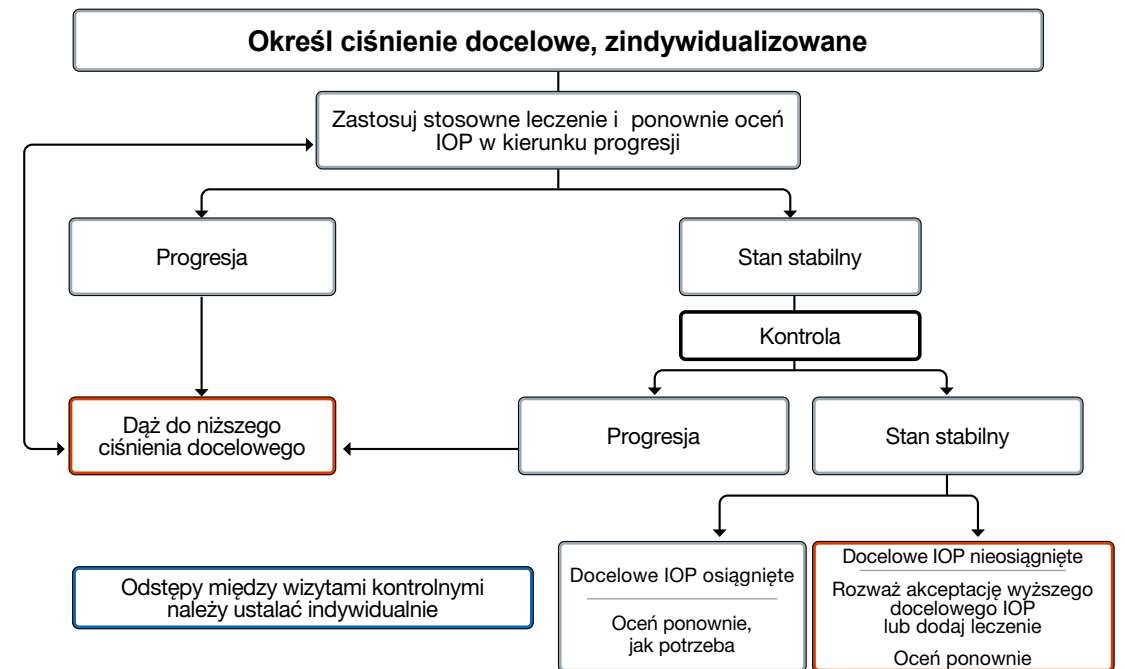 Określ ciśnienie docelowe, zindywidualizowane
Zastosuj stosowne leczenie i ponownie oceń
IOP w kierunku progresji
Progresja
Stan stabilny
Kontrola
Dąż do niższego
ciśnienia docelowego
Progresja
Stan stabilny
Odstępy między wizytami kontrolnymi
należy ustalać indywidualnie
Docelowe IOP osiągnięte
Oceń ponownie,
jak potrzeba
Docelowe IOP nieosiągnięte
Rozważ akceptację wyższego
docelowego IOP
lub dodaj leczenie
Oceń ponownie